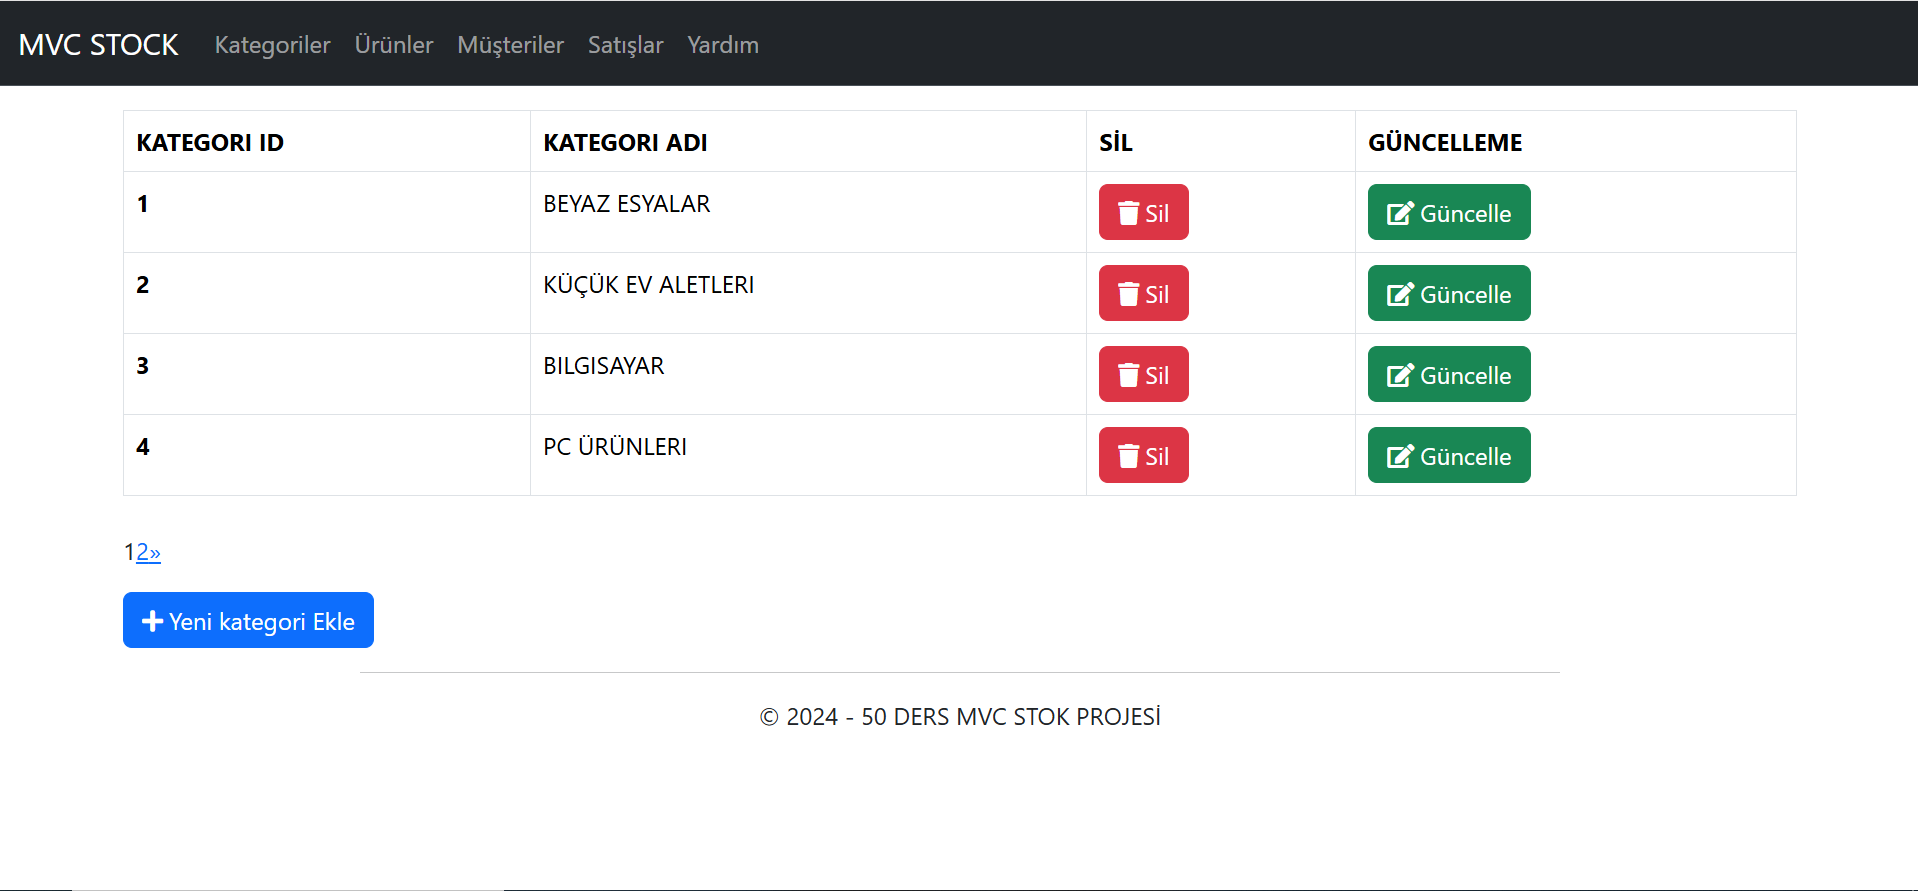 MVC STOCK Kategoriler Ürünler Müşteriler Satışlar Yardım
KATEGORI ID KATEGORI ADI SİL GÜNCELLEME
1 BEYAZ ESYALAR Sil Güncelle
2 KÜÇÜK EV ALETLERI Sil Güncelle
3 BILGISAYAR Sil Güncelle
4 PC ÜRÜNLERI Sil Güncelle
12»
Yeni kategori Ekle
© 2024 - 50 DERS MVC STOK PROJESİ